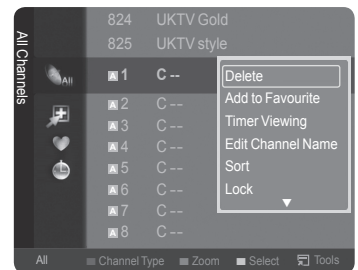 All Channels
824 UKTV Gold
825 UKTV style
All
A 1 C --
A 2 C --
A 3 C --
A 4 C --
A 5 C --
A 6 C --
A 7 C --
A 8 C --
Delete
Add to Favourite
Timer Viewing
Edit Channel Name
Sort
Lock
All Channel Type Zoom Select Tools